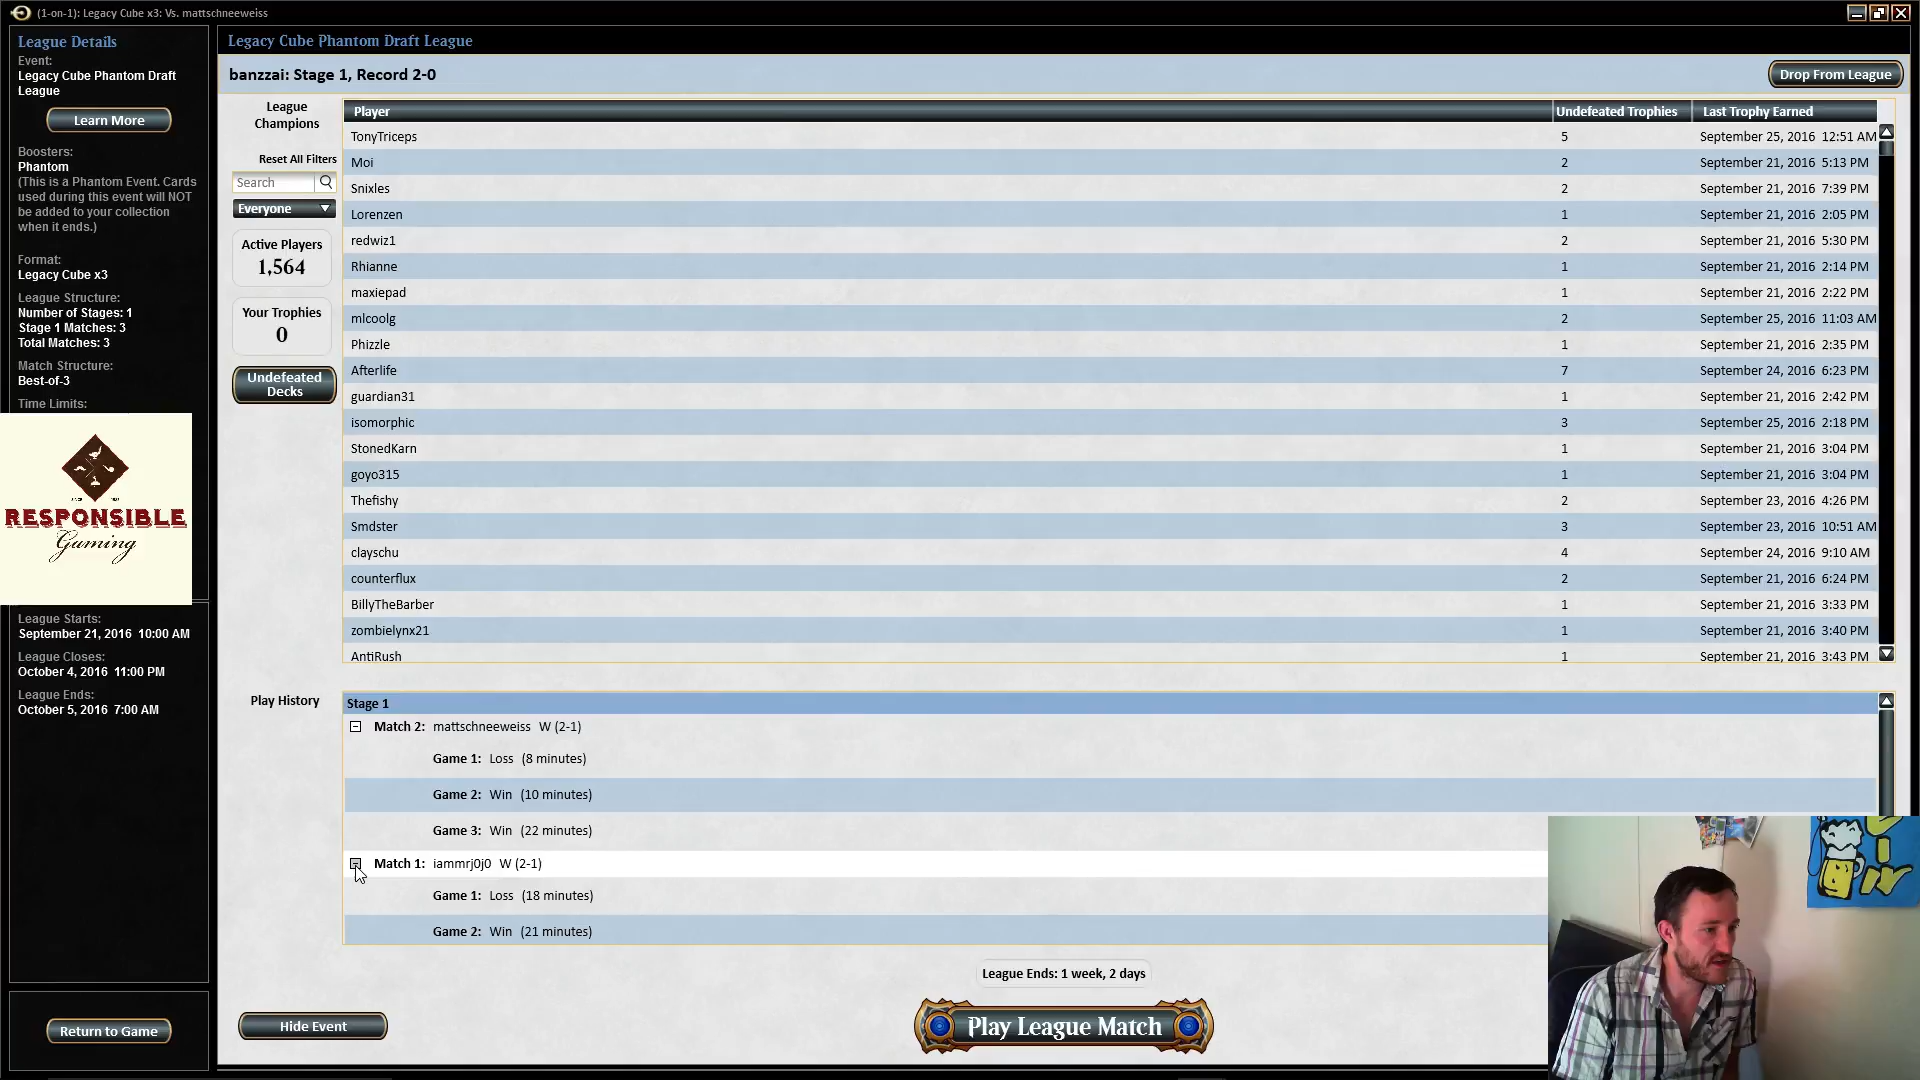 (1-on-1): Legacy Cube x3: Vs. mattschneeweiss
League Details
Event:
Legacy Cube Phantom Draft
League
Learn More
Boosters:
Phantom
(This is a Phantom Event. Cards
used during this event will NOT
be added to your collection
when it ends.)
Format:
Legacy Cube x3
League Structure:
Number of Stages: 1
Stage 1 Matches: 3
Total Matches: 3
Match Structure:
Best-of-3
Time Limits:
RESPONSIBLE
Gaming
League Starts:
September 21, 2016 10:00 AM
League Closes:
October 4, 2016 11:00 PM
League Ends:
October 5, 2016 7:00 AM
Return to Game
Legacy Cube Phantom Draft League
banzzai: Stage 1, Record 2-0
Drop From League
League
Champions
Reset All Filters
Search
Everyone
Active Players
1,564
Your Trophies
0
Undefeated
Decks
Player Undefeated Trophies Last Trophy Earned
TonyTriceps 5 September 25, 2016 12:51 AM
Moi 2 September 21, 2016 5:13 PM
Snixles 2 September 21, 2016 7:39 PM
Lorenzen 1 September 21, 2016 2:05 PM
redwiz1 2 September 21, 2016 5:30 PM
Rhianne 1 September 21, 2016 2:14 PM
maxiepad 1 September 21, 2016 2:22 PM
mlcoolg 2 September 25, 2016 11:03 AM
Phizzle 1 September 21, 2016 2:35 PM
Afterlife 7 September 24, 2016 6:23 PM
guardian31 1 September 21, 2016 2:42 PM
isomorphic 3 September 25, 2016 2:18 PM
StonedKarn 1 September 21, 2016 3:04 PM
goyo315 1 September 21, 2016 3:04 PM
Thefishy 2 September 23, 2016 4:26 PM
Smdster 3 September 23, 2016 10:51 AM
clayschu 4 September 24, 2016 9:10 AM
counterflux 2 September 21, 2016 6:24 PM
BillyTheBarber 1 September 21, 2016 3:33 PM
zombielynx21 1 September 21, 2016 3:40 PM
AntiRush 1 September 21, 2016 3:43 PM
Play History
Stage 1
Match 2: mattschneeweiss W (2-1)
Game 1: Loss (8 minutes)
Game 2: Win (10 minutes)
Game 3: Win (22 minutes)
Match 1: iammrj0j0 W (2-1)
Game 1: Loss (18 minutes)
Game 2: Win (21 minutes)
League Ends: 1 week, 2 days
Hide Event
Play League Match